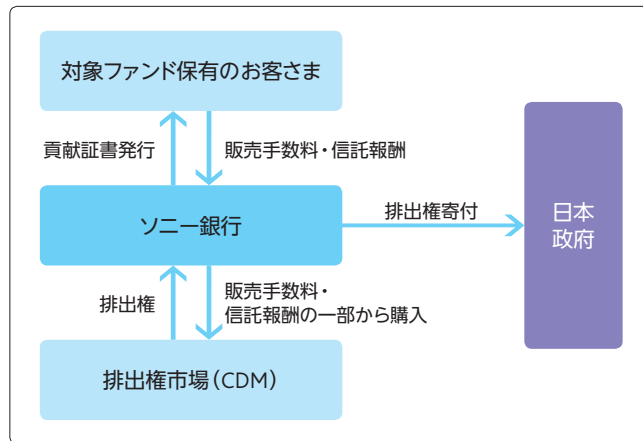 対象ファンド保有のお客さま
貢献証書発行
販売手数料・信託報酬
ソニー銀行
排出権寄付
日本
政府
排出権
販売手数料・
信託報酬の一部から購入
排出権市場（CDM）